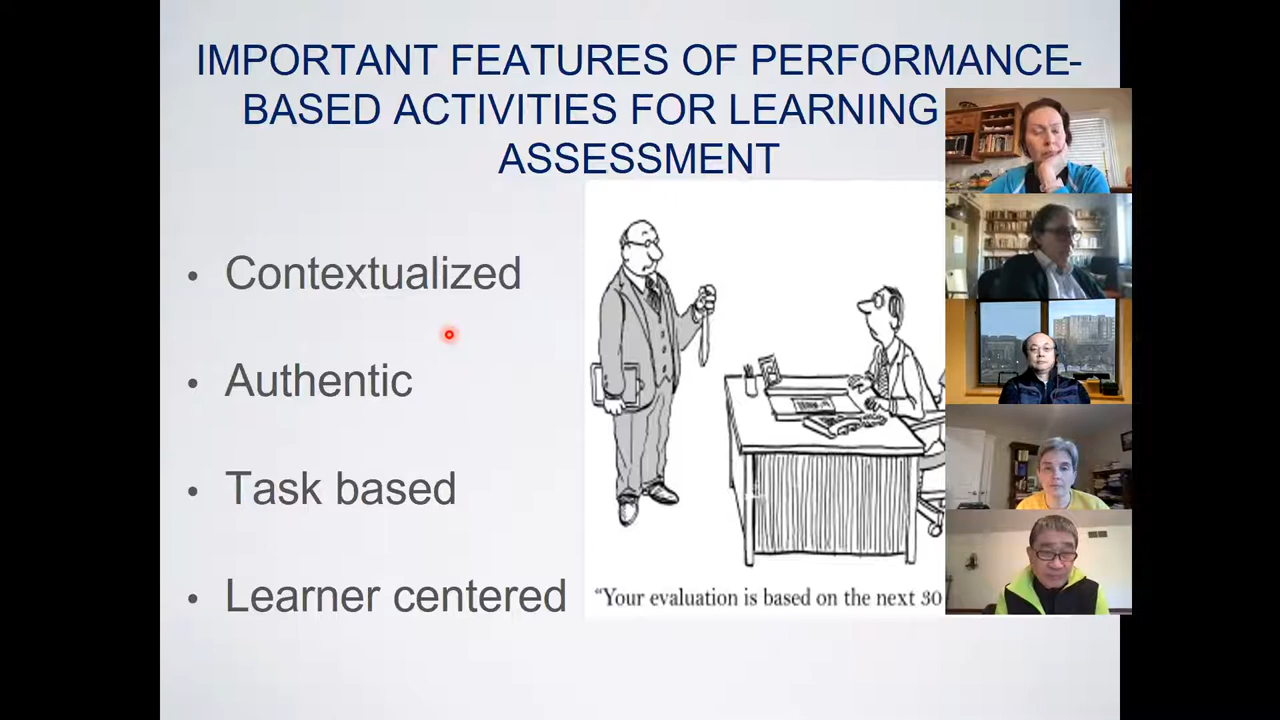 IMPORTANT FEATURES OF PERFORMANCE-
BASED ACTIVITIES FOR LEARNING
ASSESSMENT
• Contextualized
• Authentic
• Task based
• Learner centered
“Your evaluation is based on the next 30